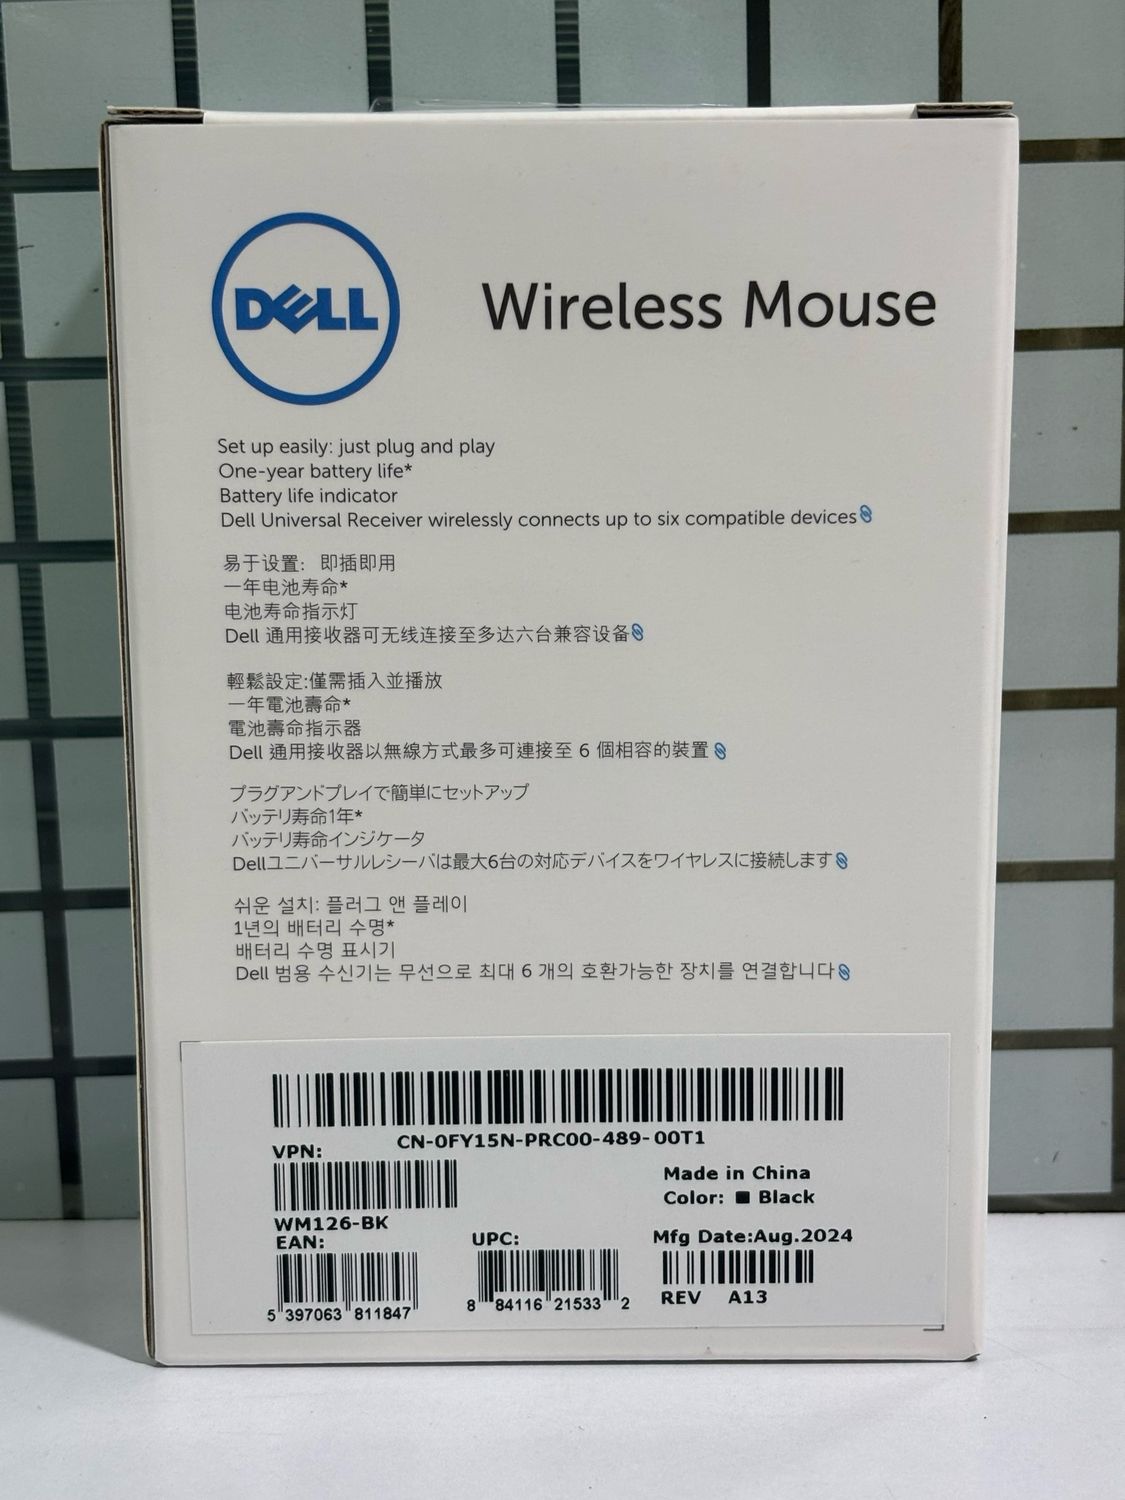 DELL
Wireless Mouse
Set up easily: just plug and play
One-year battery life*
Battery life indicator
Dell Universal Receiver wirelessly connects up to six compatible devices
易于设置： 即插即用
一年电池寿命*
电池寿命指示灯
Dell 通用接收器可无线连接至多达六台兼容设备
輕鬆設定:僅需插入並播放
一年電池壽命*
電池壽命指示器
Dell 通用接收器以無線方式最多可連接至 6 個相容的裝置
プラグアンドプレイで簡単にセットアップ
バッテリ寿命1年*
バッテリ寿命インジケータ
Dellユニバーサルレシーバは最大6台の対応デバイスをワイヤレスに接続します
쉬운 설치: 플러그 앤 플레이
1년의 배터리 수명*
배터리 수명 표시기
Dell 범용 수신기는 무선으로 최대 6 개의 호환가능한 장치를 연결합니다
CN-0FY15N-PRC00-489-00T1
VPN:
WM126-BK
Made in China
Color: ■ Black
EAN:
5 397063 811847
UPC:
8 84116 21533 2
Mfg Date:Aug.2024
REV A13